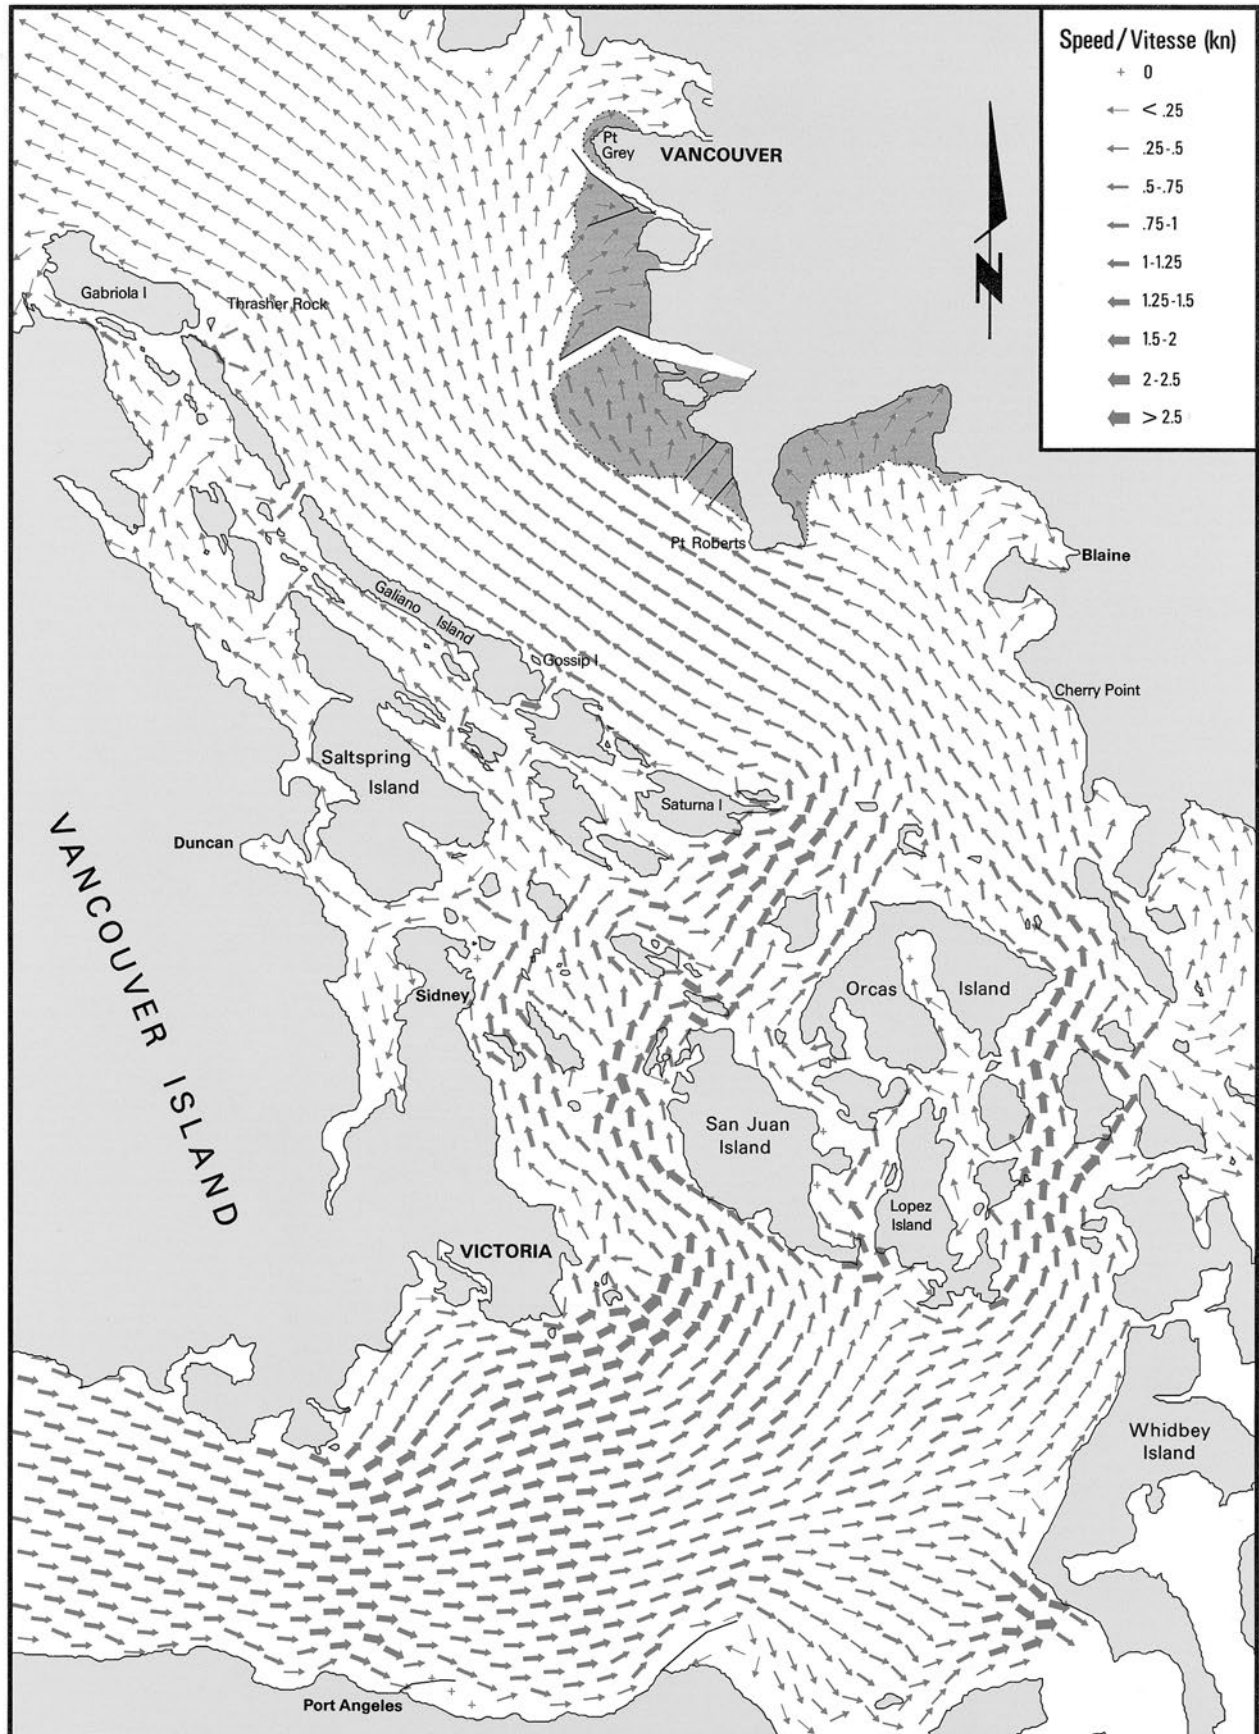 Speed/Vitesse (kn)
+ 0
< .25
.25-.5
.5-.75
.75-1
1-1.25
1.25-1.5
1.5-2
2-2.5
> 2.5
N
Pt
Grey
VANCOUVER
Gabriola I
Thrasher Rock
Pt Roberts
Blaine
Galiano
Island
Gossip I
Cherry Point
Saltspring
Island
Saturna I
Duncan
VANCOUVER ISLAND
Sidney
Orcas
Island
San Juan
Island
Lopez
Island
VICTORIA
Whidbey
Island
Port Angeles